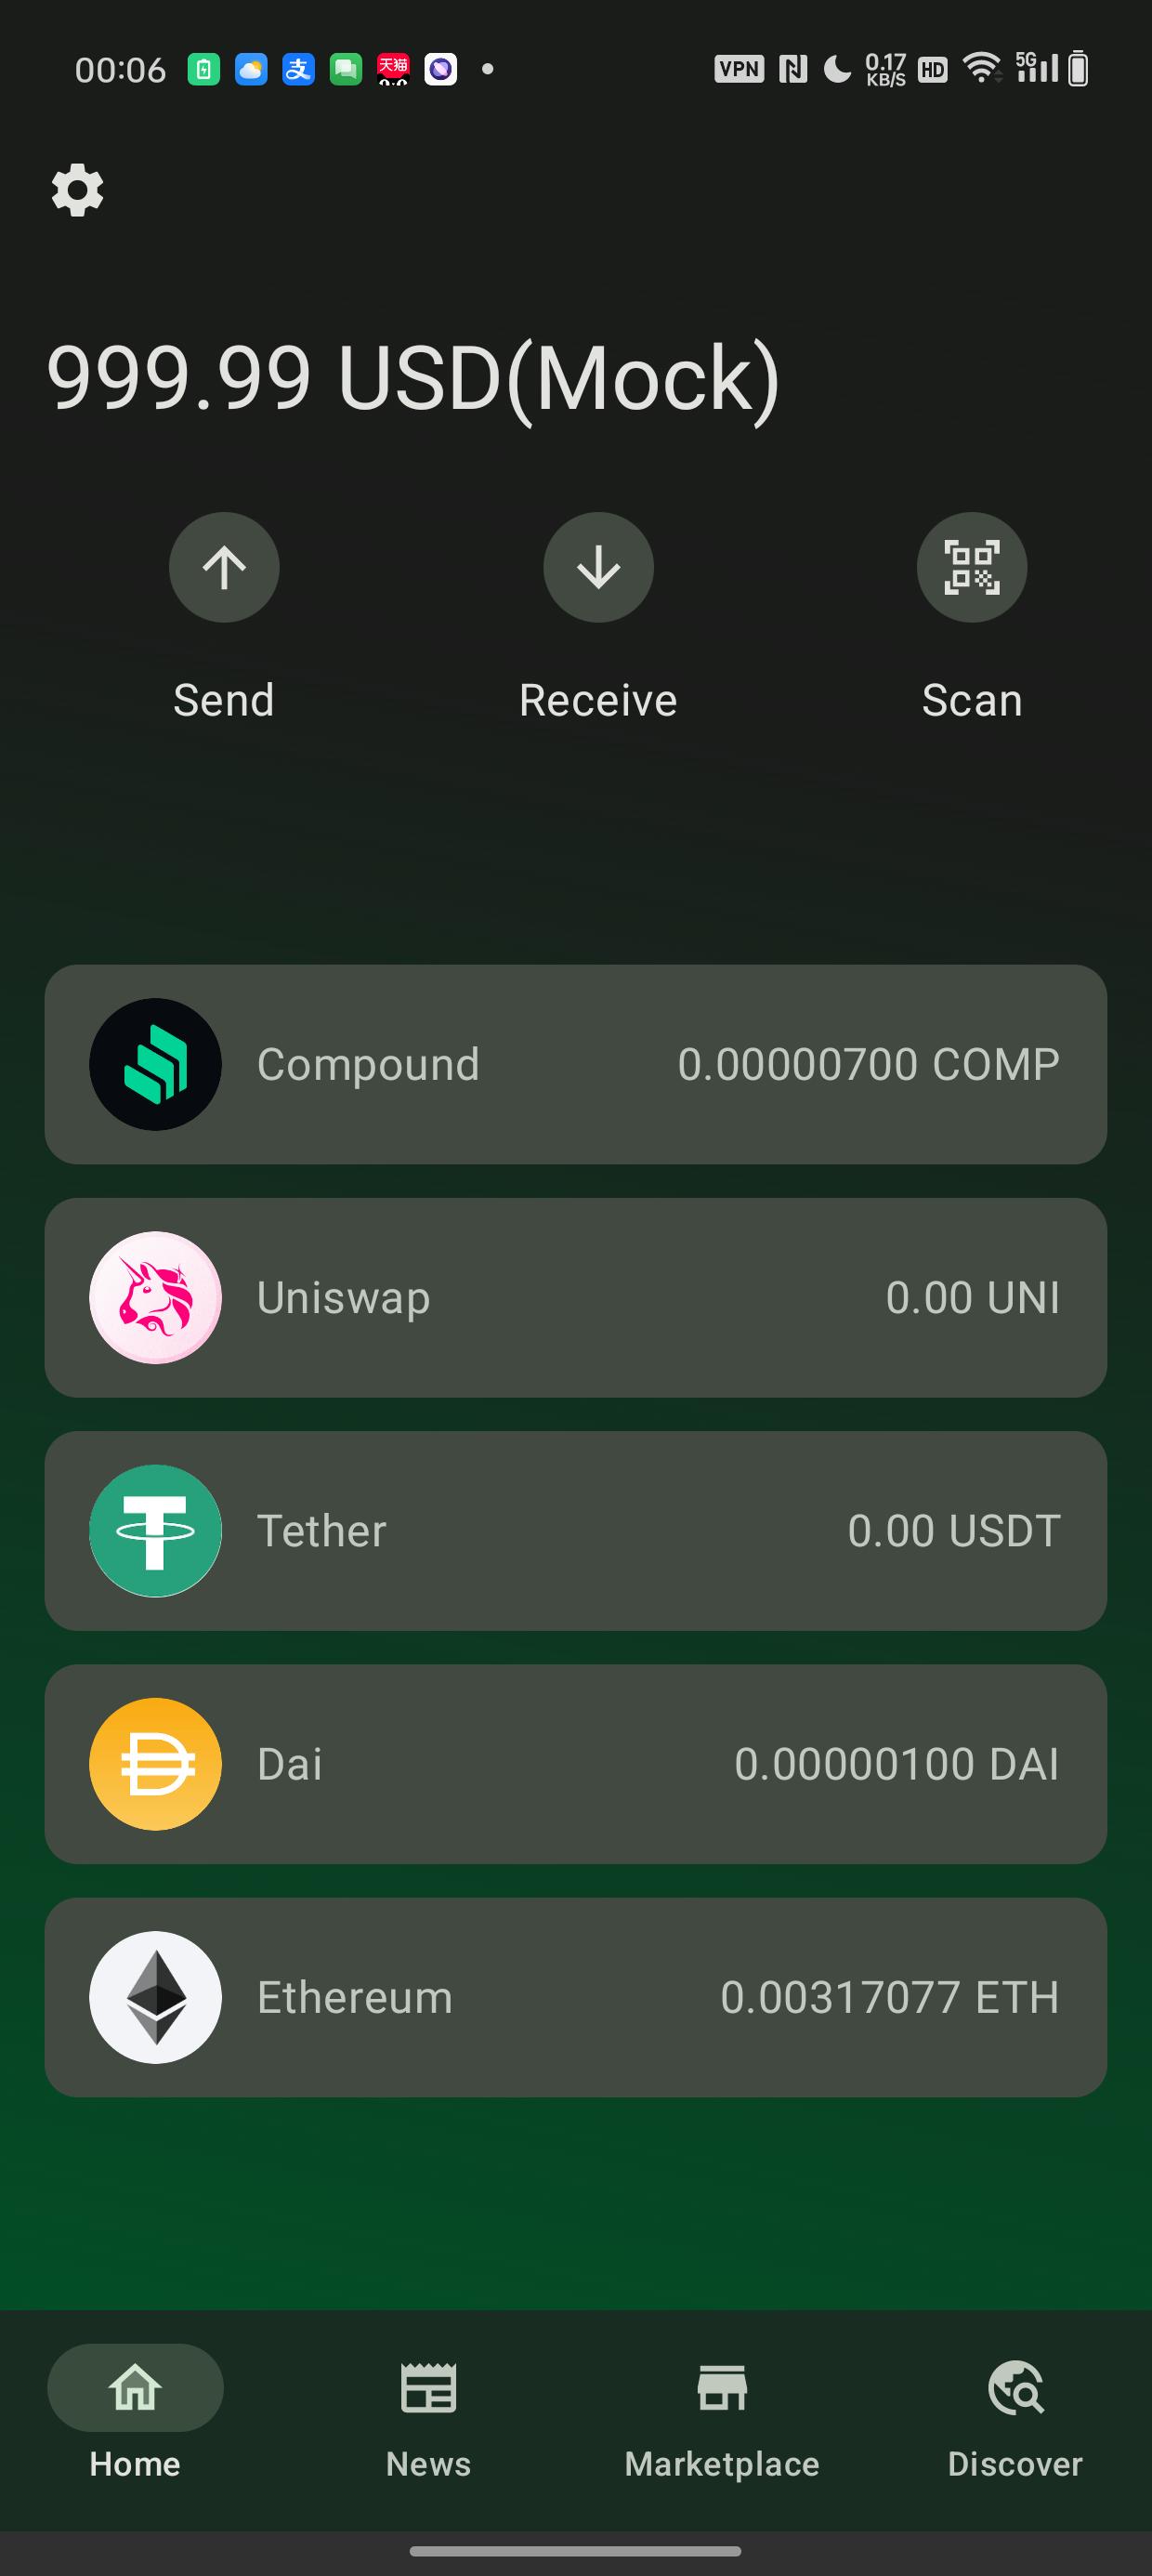 00:06 支 天猫 VPN 0.17 KB/S HD 5G
999.99 USD(Mock)
Send Receive Scan
Compound 0.00000700 COMP
Uniswap 0.00 UNI
Tether 0.00 USDT
Dai 0.00000100 DAI
Ethereum 0.00317077 ETH
Home News Marketplace Discover